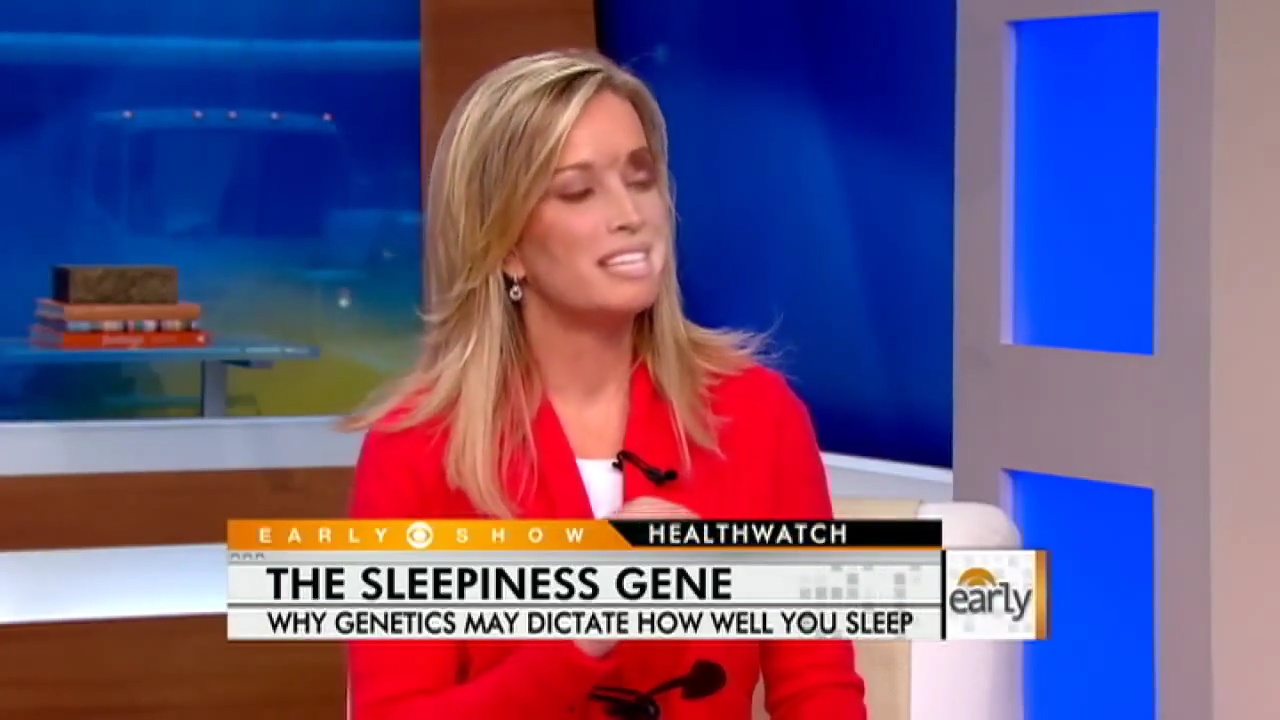 EARLY SHOW HEALTHWATCH
THE SLEEPINESS GENE
WHY GENETICS MAY DICTATE HOW WELL YOU SLEEP
early